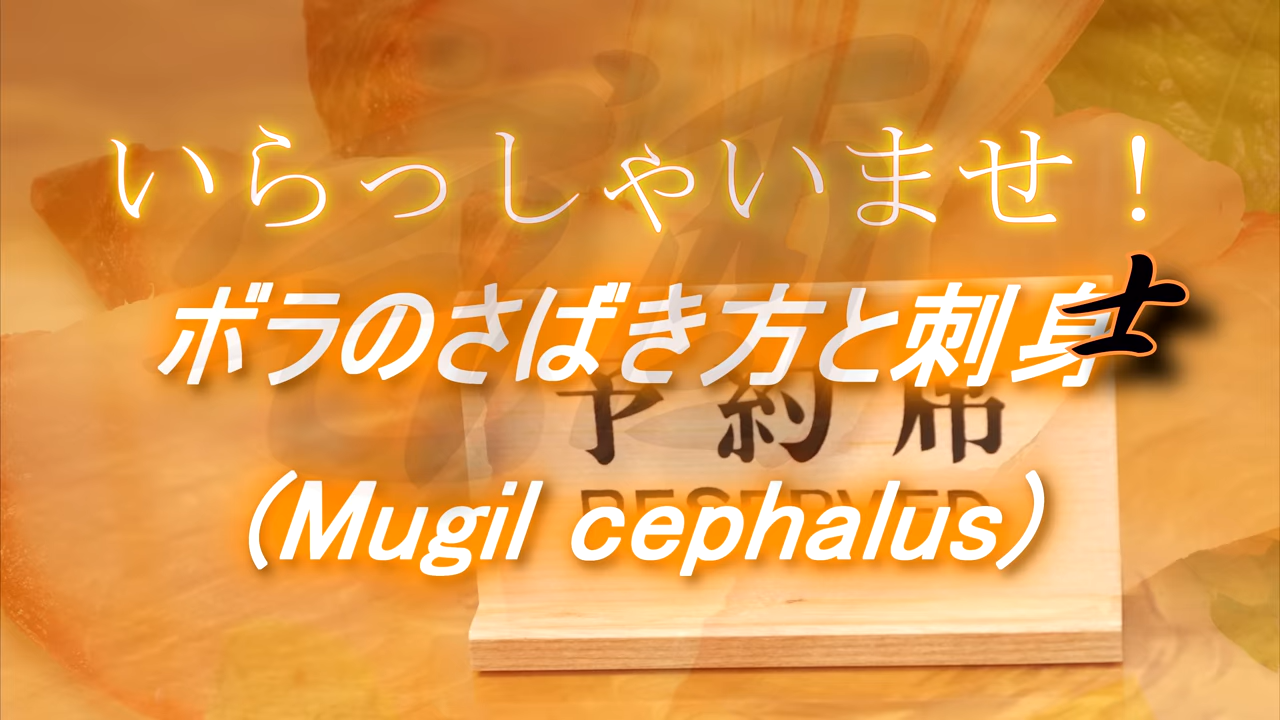 いらっしゃいませ！
ボラのさばき方と刺身
士
予約席
RESERVED
(Mugil cephalus)